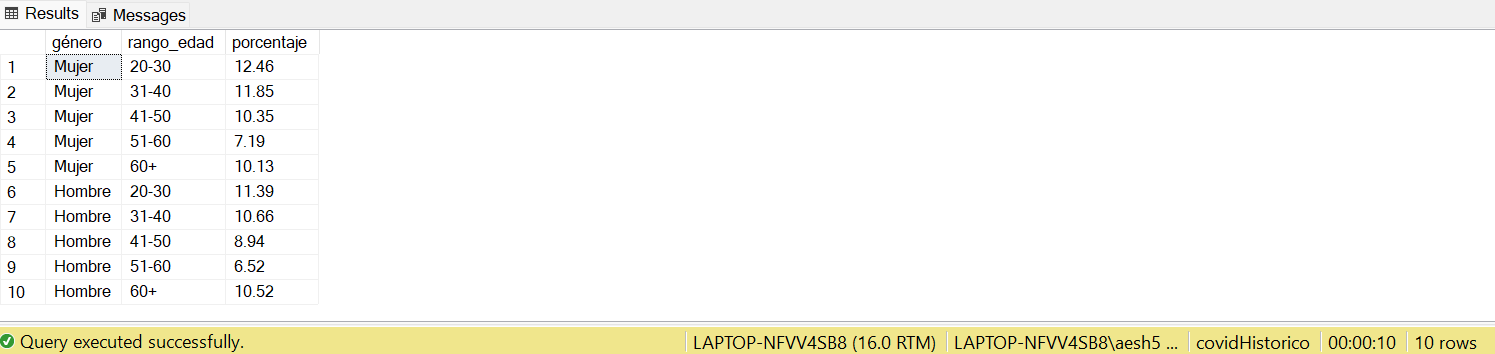 Results Messages
género rango_edad porcentaje
1 Mujer 20-30 12.46
2 Mujer 31-40 11.85
3 Mujer 41-50 10.35
4 Mujer 51-60 7.19
5 Mujer 60+ 10.13
6 Hombre 20-30 11.39
7 Hombre 31-40 10.66
8 Hombre 41-50 8.94
9 Hombre 51-60 6.52
10 Hombre 60+ 10.52
Query executed successfully. LAPTOP-NFVV4SB8 (16.0 RTM) LAPTOP-NFVV4SB8\aesh5 ... covidHistorico 00:00:10 10 rows